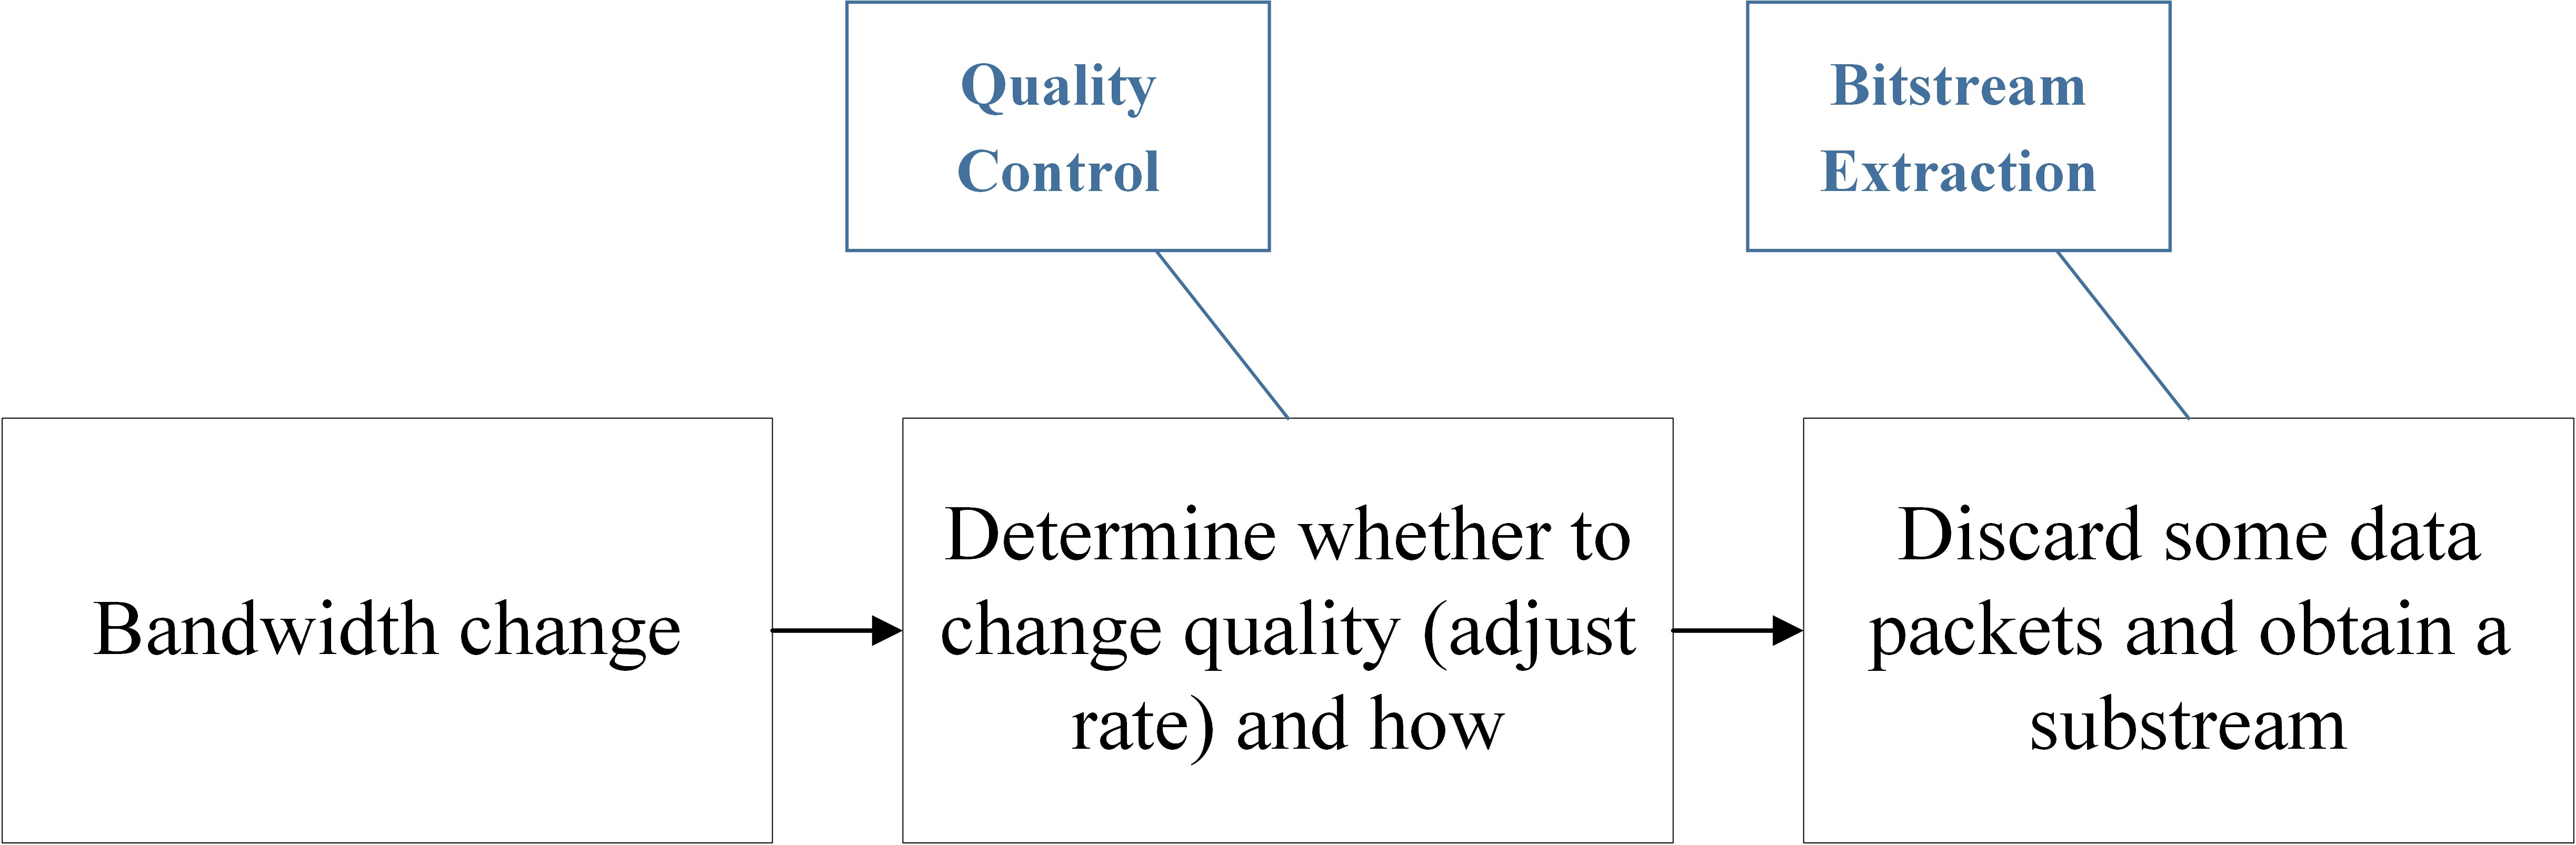 Quality
Control
Bitstream
Extraction
Bandwidth change
Determine whether to
change quality (adjust
rate) and how
Discard some data
packets and obtain a
substream